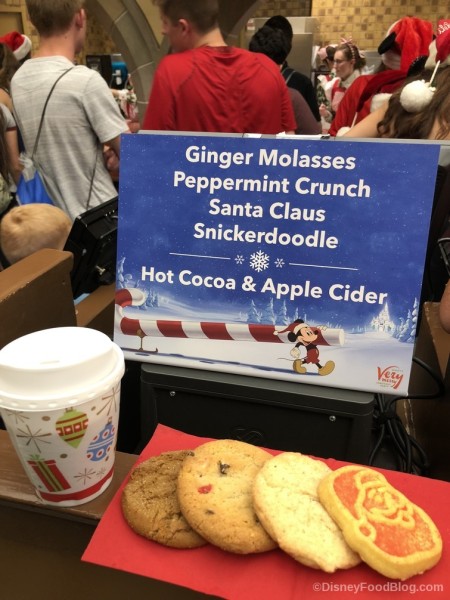 Ginger Molasses
Peppermint Crunch
Santa Claus
Snickerdoodle
Hot Cocoa & Apple Cider
Very
©DisneyFoodBlog.com